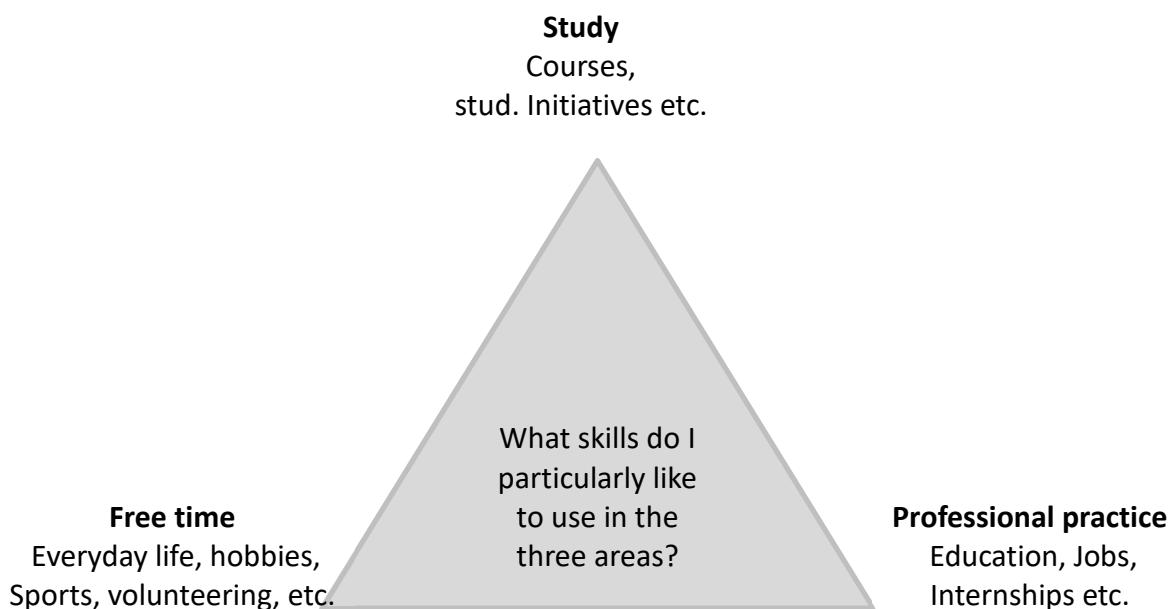 Study
Courses,
stud. Initiatives etc.
What skills do I
particularly like
to use in the
three areas?
Free time
Everyday life, hobbies,
Sports, volunteering, etc.
Professional practice
Education, Jobs,
Internships etc.